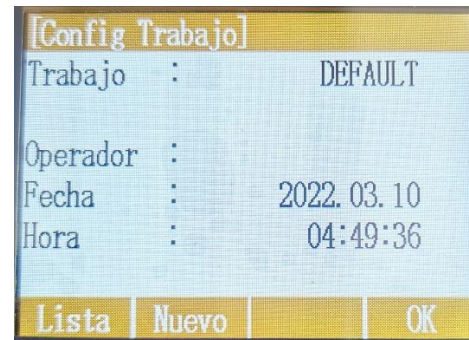 [Config Trabajo]
Trabajo : DEFAULT
Operador :
Fecha : 2022.03.10
Hora : 04:49:36
Lista Nuevo OK